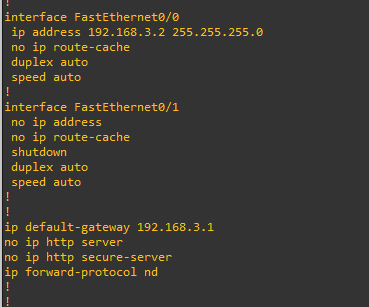 !
interface FastEthernet0/0
 ip address 192.168.3.2 255.255.255.0
 no ip route-cache
 duplex auto
 speed auto
!
interface FastEthernet0/1
 no ip address
 no ip route-cache
 shutdown
 duplex auto
 speed auto
!
!
ip default-gateway 192.168.3.1
no ip http server
no ip http secure-server
ip forward-protocol nd
!
!